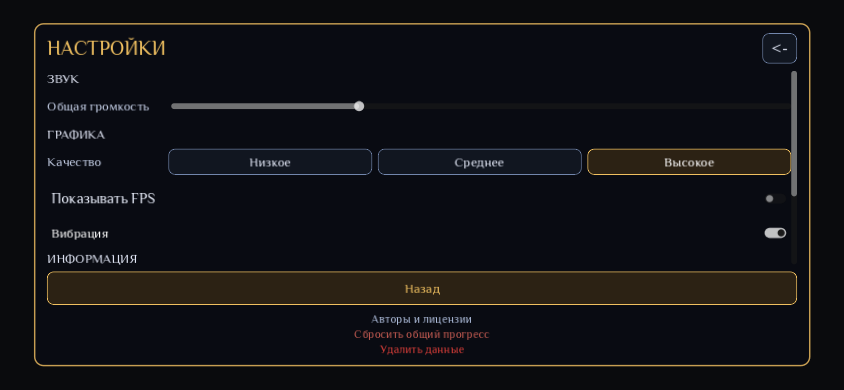 НАСТРОЙКИ
<-
ЗВУК
Общая громкость
ГРАФИКА
Качество Низкое Среднее Высокое
Показывать FPS
Вибрация
ИНФОРМАЦИЯ
Назад
Авторы и лицензии
Сбросить общий прогресс
Удалить данные